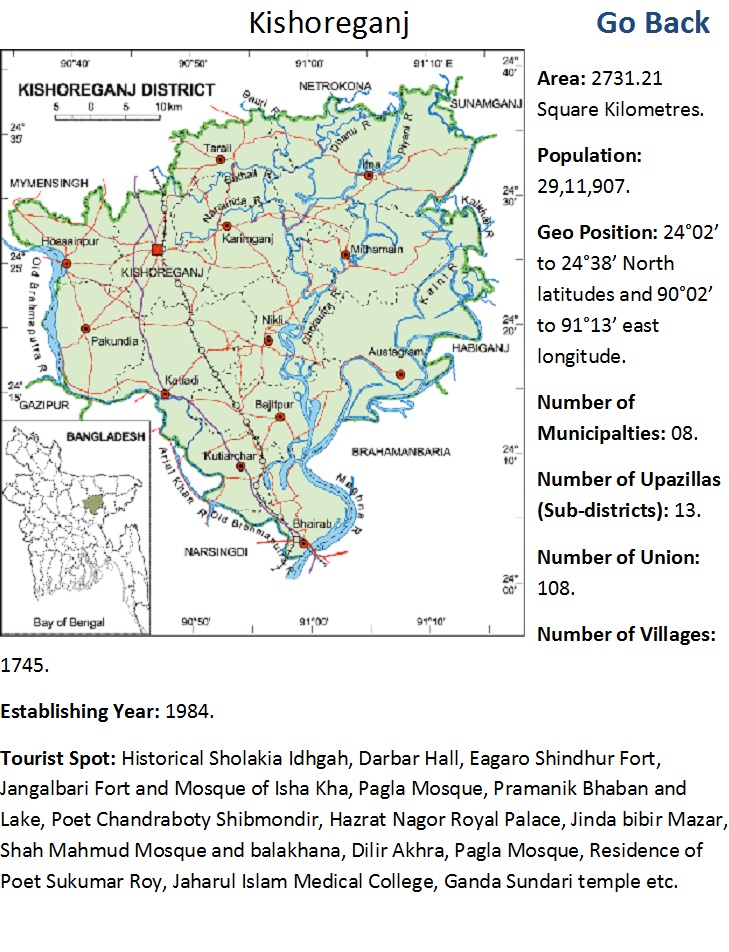 Kishoreganj
Go Back
90°40'
90°50'
91°00'
91°10' E
24°
40'
KISHOREGANJ DISTRICT
5 0 5 10km
NETROKONA
SUNAMGANJ
Bauri R
Dhanu R
Piyani R
24°
35'
Tarail
Itna
MYMENSINGH
Narsunda R
24°
30'
Karimganj
Hossainpur
Mithamain
24°
25'
KISHOREGANJ
Old Brahmaputra R
Kalni R
Ghorautra R
24°
20'
Nikli
Pakundia
HABIGANJ
Austagram
24°
15'
Katiadi
GAZIPUR
Bajitpur
BANGLADESH
BRAHAMANBARIA
24°
10'
Kutiarchar
Arial Khan R
Meghna R
Old Brahmaputra R
Bhairab
NARSINGDI
24°
00'
Bay of Bengal
90°50'
91°00'
91°10'
Area: 2731.21
Square Kilometres.
Population:
29,11,907.
Geo Position: 24°02’
to 24°38’ North
latitudes and 90°02’
to 91°13’ east
longitude.
Number of
Municipalties: 08.
Number of Upazillas
(Sub-districts): 13.
Number of Union:
108.
Number of Villages:
1745.
Establishing Year: 1984.
Tourist Spot: Historical Sholakia Idhgah, Darbar Hall, Eagaro Shindhur Fort,
Jangalbari Fort and Mosque of Isha Kha, Pagla Mosque, Pramanik Bhaban and
Lake, Poet Chandraboty Shibmondir, Hazrat Nagor Royal Palace, Jinda bibir Mazar,
Shah Mahmud Mosque and balakhana, Dilir Akhra, Pagla Mosque, Residence of
Poet Sukumar Roy, Jaharul Islam Medical College, Ganda Sundari temple etc.